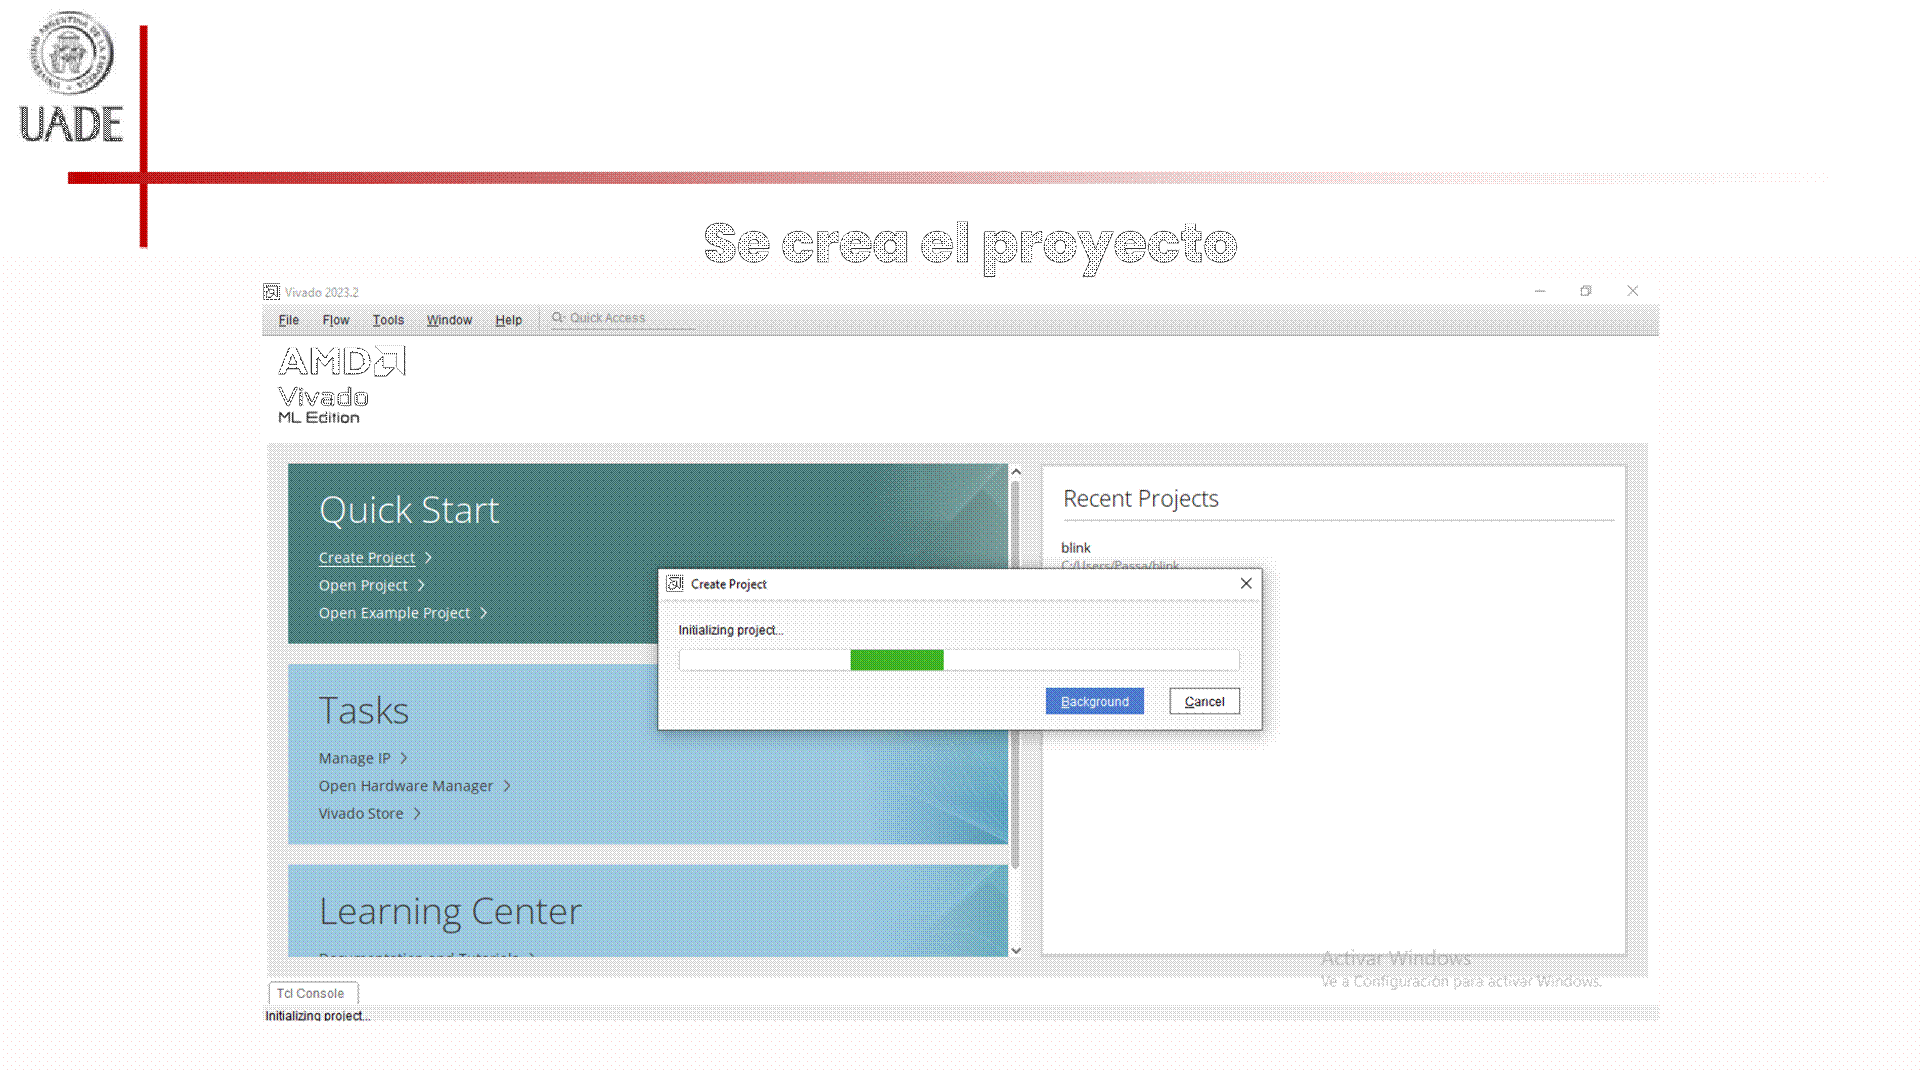 UADE
Se crea el proyecto
Vivado 2023.2
File Flow Tools Window Help Quick Access
AMD
Vivado
ML Edition
Quick Start
Create Project
Open Project
Open Example Project
Recent Projects
blink
C:/Users/Passa/blink
Create Project
Initializing project...
Background Cancel
Tasks
Manage IP
Open Hardware Manager
Vivado Store
Learning Center
Documentation and Tutorials
Activar Windows
Ve a Configuración para activar Windows.
Tcl Console
Initializing project...